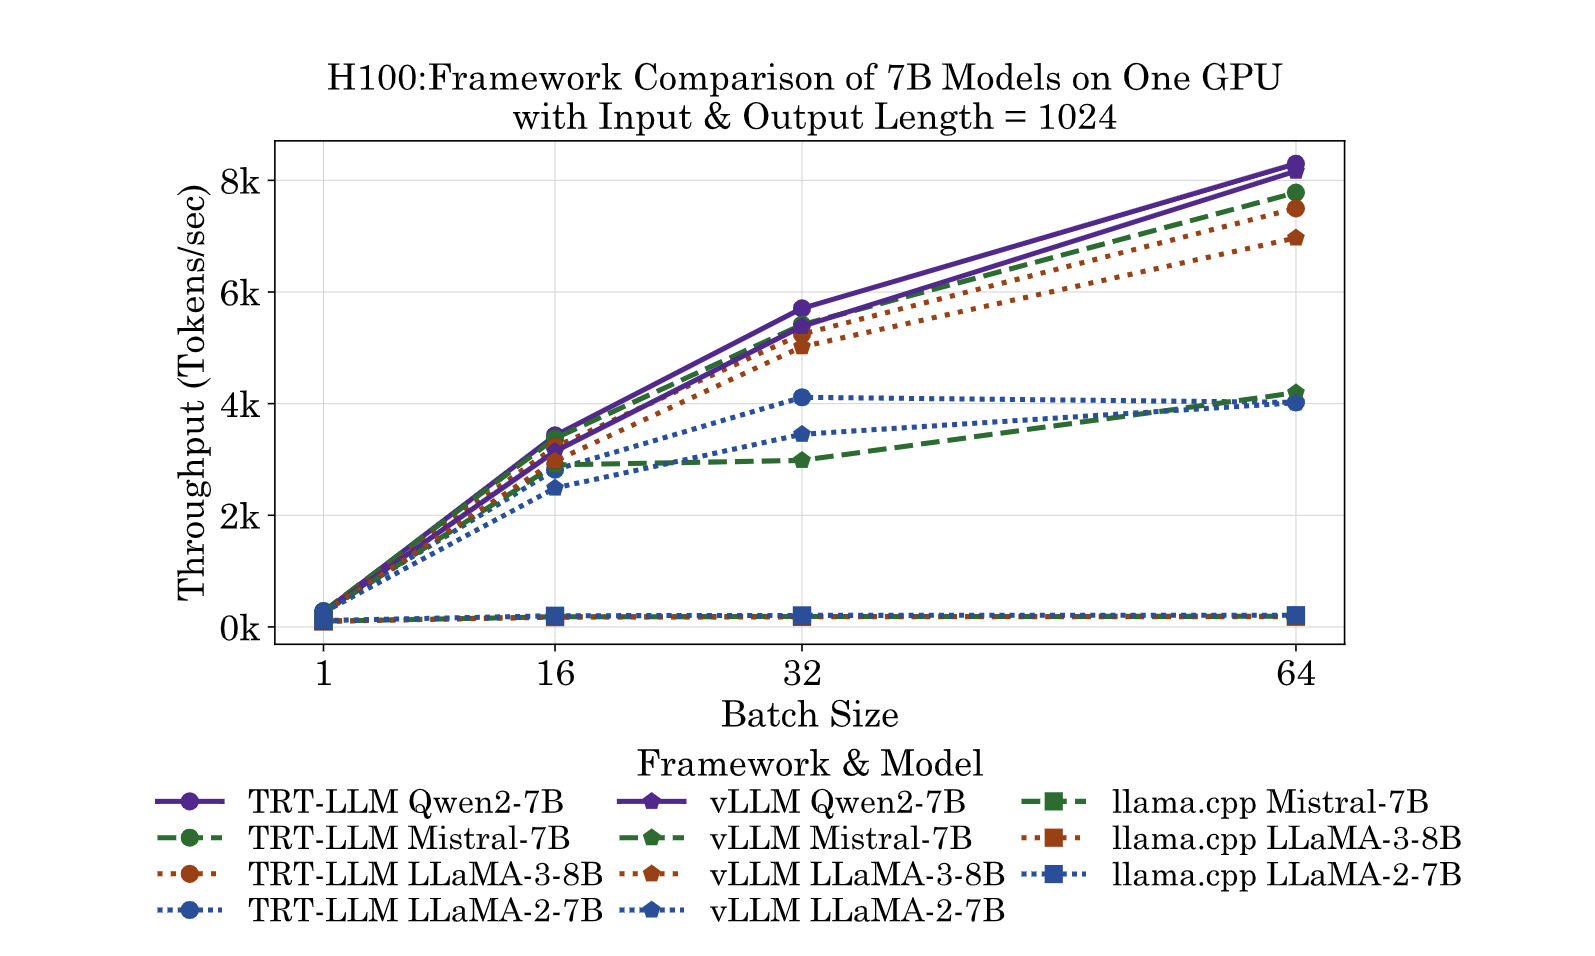 H100:Framework Comparison of 7B Models on One GPU
with Input & Output Length = 1024
Throughput (Tokens/sec)
8k
6k
4k
2k
0k
1 16 32 64
Batch Size
Framework & Model
TRT-LLM Qwen2-7B vLLM Qwen2-7B llama.cpp Mistral-7B
TRT-LLM Mistral-7B vLLM Mistral-7B llama.cpp LLaMA-3-8B
TRT-LLM LLaMA-3-8B vLLM LLaMA-3-8B llama.cpp LLaMA-2-7B
TRT-LLM LLaMA-2-7B vLLM LLaMA-2-7B